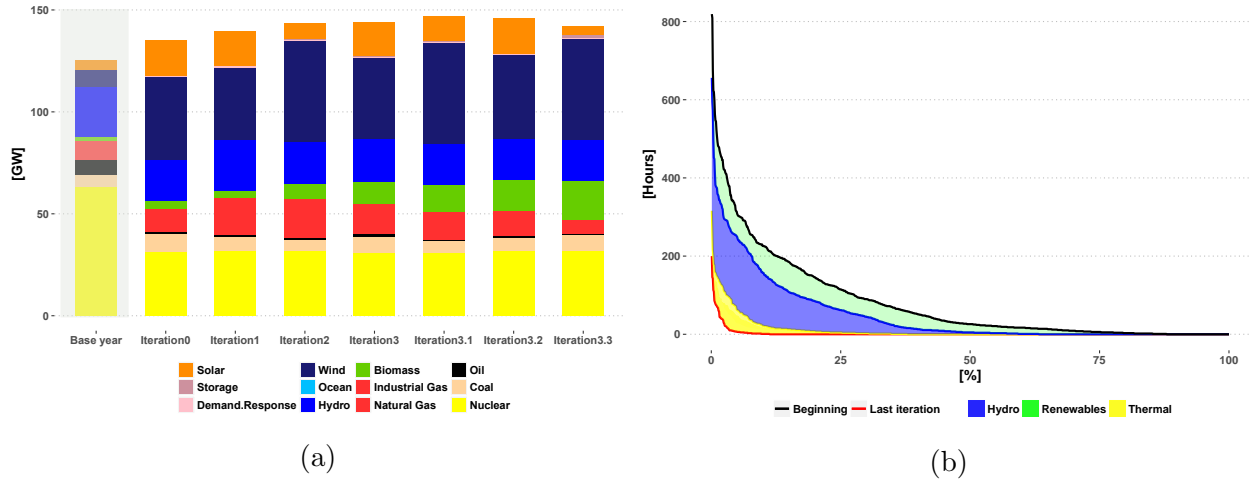 150
100
50
0
[GW]
Base year Iteration0 Iteration1 Iteration2 Iteration3 Iteration3.1 Iteration3.2 Iteration3.3
Solar Wind Biomass Oil
Storage Ocean Industrial Gas Coal
Demand.Response Hydro Natural Gas Nuclear
(a)
800
600
400
200
0
[Hours]
0 25 50 75 100
[%]
Beginning Last iteration Hydro Renewables Thermal
(b)